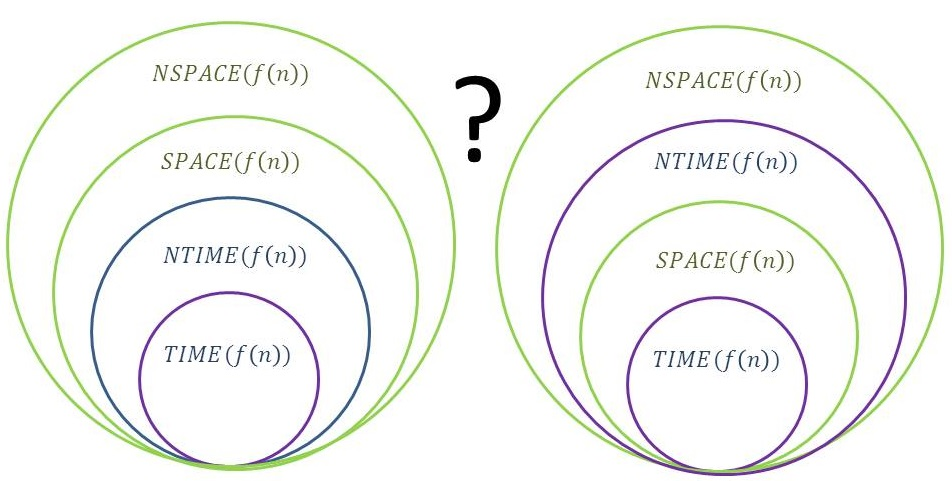 NSPACE(f(n))
SPACE(f(n))
NTIME(f(n))
TIME(f(n))
?
NSPACE(f(n))
NTIME(f(n))
SPACE(f(n))
TIME(f(n))